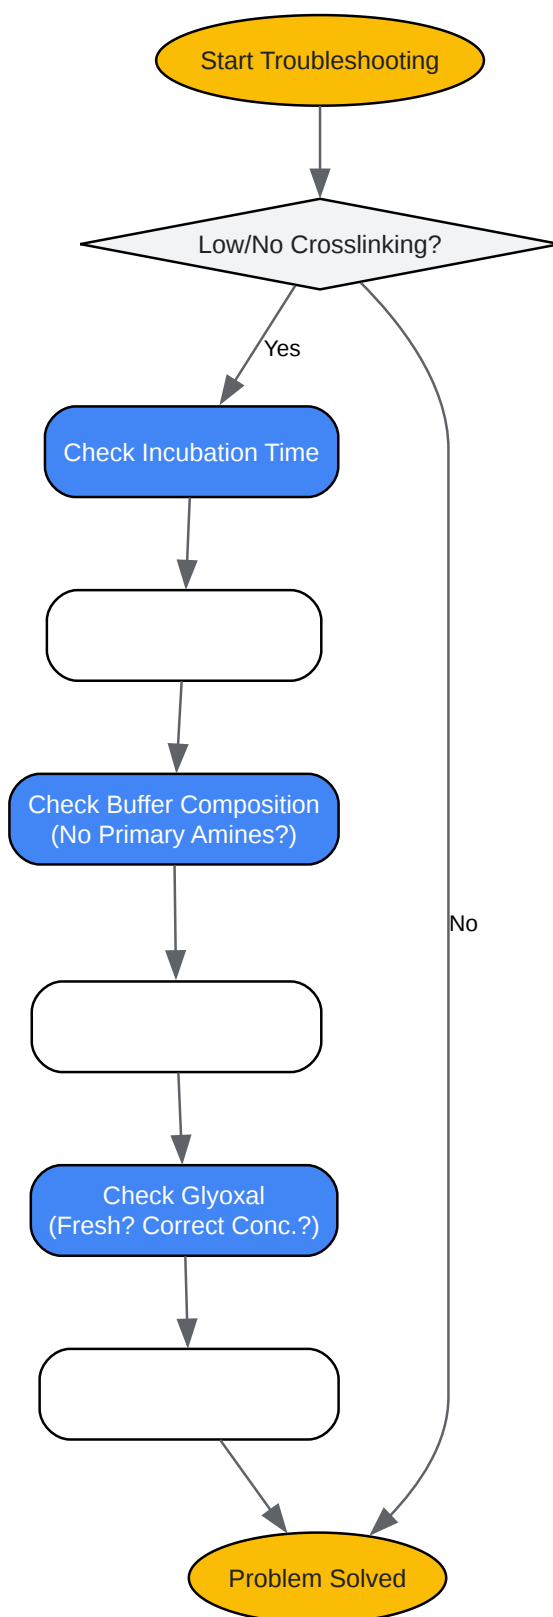 Start Troubleshooting
Low/No Crosslinking?
Yes
Check Incubation Time
Check Buffer Composition
(No Primary Amines?)
No
Check Glyoxal
(Fresh? Correct Conc.?)
Problem Solved